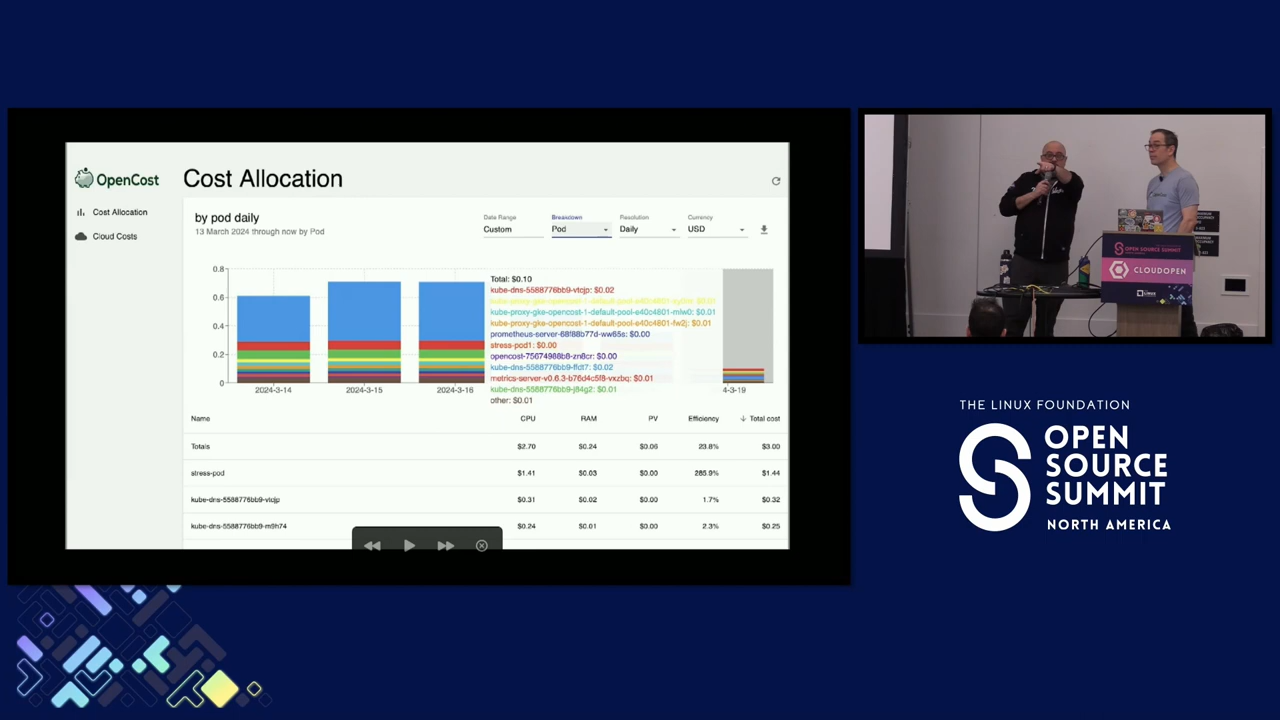 OpenCost
Cost Allocation
Cost Allocation
Cloud Costs
by pod daily
13 March 2024 through now by Pod
Date Range
Custom
Breakdown
Pod
Resolution
Daily
Currency
USD
0.8
0.6
0.4
0.2
0
2024-3-14
2024-3-15
2024-3-16
4-3-19
Total: $0.10
kube-dns-5588776bb9-vtqjp: $0.02
kube-proxy-gke-opencost-1-default-pool-e40c4801-mlw0: $0.01
kube-proxy-gke-opencost-1-default-pool-e40c4801-fw2j: $0.01
prometheus-server-68f88b77d-ww65s: $0.00
stress-pod1: $0.00
opencost-75674988b8-zn8cr: $0.00
kube-dns-5588776bb9-ffdt7: $0.02
metrics-server-v0.6.3-b76d4c5f8-vxzbq: $0.01
kube-dns-5588776bb9-j84g2: $0.01
other: $0.01
Name CPU RAM PV Efficiency Total cost
Totals $2.70 $0.24 $0.06 23.8% $3.00
stress-pod $1.41 $0.03 $0.00 285.9% $1.44
kube-dns-5588776bb9-vtqjp $0.31 $0.02 $0.00 1.7% $0.32
kube-dns-5588776bb9-m9h74 $0.24 $0.01 $0.00 2.3% $0.25
OPEN SOURCE SUMMIT
CLOUDOPEN
THE LINUX FOUNDATION
OPEN
SOURCE
SUMMIT
NORTH AMERICA